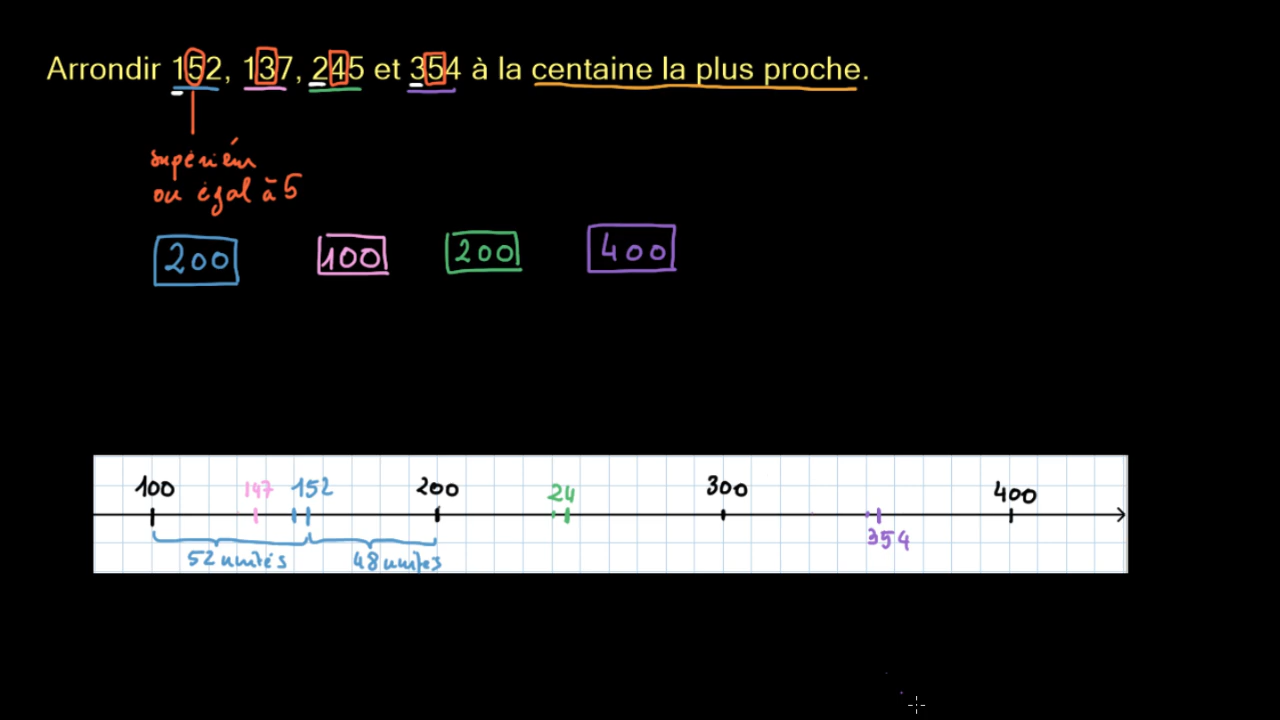 Arrondir 152, 137, 245 et 354 à la centaine la plus proche.
supérieur
ou égal à 5
200 100 200 400
100 147 152 200 24 300 400
354
52 unités 48 unités